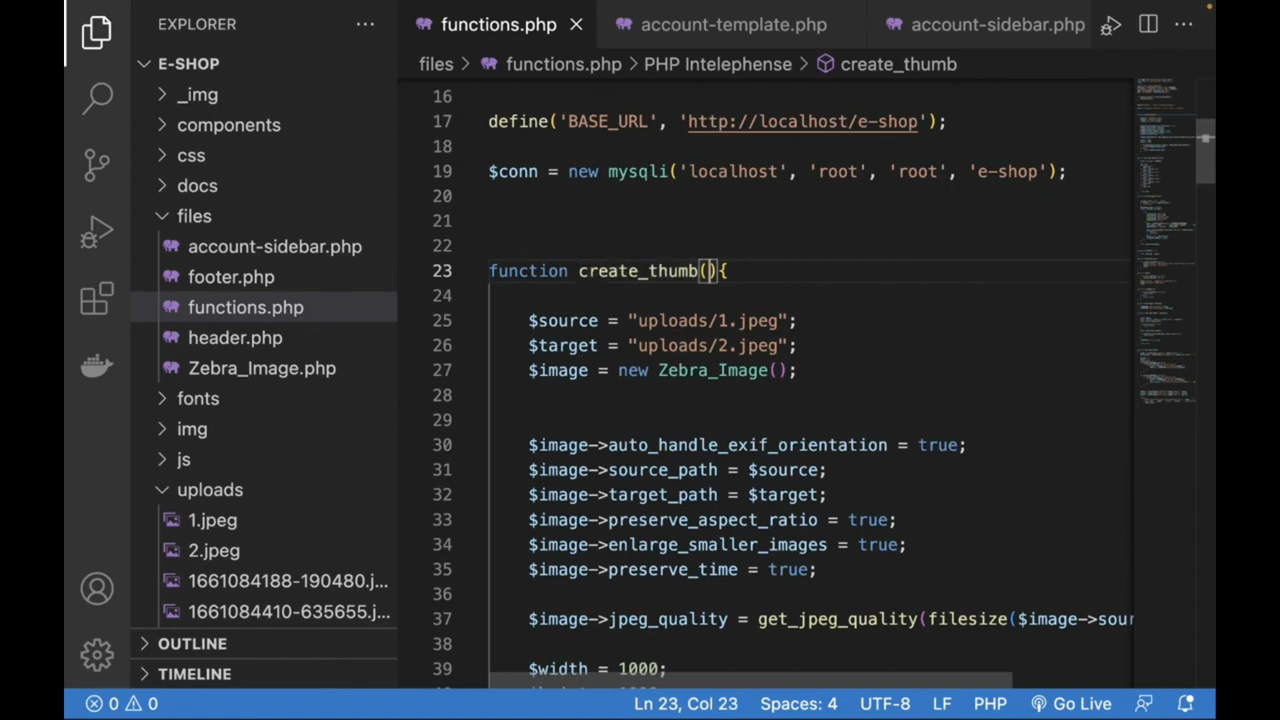 EXPLORER
E-SHOP
_img
components
css
docs
files
account-sidebar.php
footer.php
functions.php
header.php
Zebra_Image.php
fonts
img
js
uploads
1.jpeg
2.jpeg
1661084188-190480.j...
1661084410-635655.j...
OUTLINE
TIMELINE
functions.php
account-template.php
account-sidebar.php
files > functions.php > PHP Intelephense > create_thumb
16
17 define('BASE_URL', 'http://localhost/e-shop');
18
19 $conn = new mysqli('localhost', 'root', 'root', 'e-shop');
20
21
22
23 function create_thumb(){
24
25 $source = "uploads/1.jpeg";
26 $target = "uploads/2.jpeg";
27 $image = new Zebra_Image();
28
29
30 $image->auto_handle_exif_orientation = true;
31 $image->source_path = $source;
32 $image->target_path = $target;
33 $image->preserve_aspect_ratio = true;
34 $image->enlarge_smaller_images = true;
35 $image->preserve_time = true;
36
37 $image->jpeg_quality = get_jpeg_quality(filesize($image->sour
38
39 $width = 1000;
0 0 Ln 23, Col 23 Spaces: 4 UTF-8 LF PHP Go Live